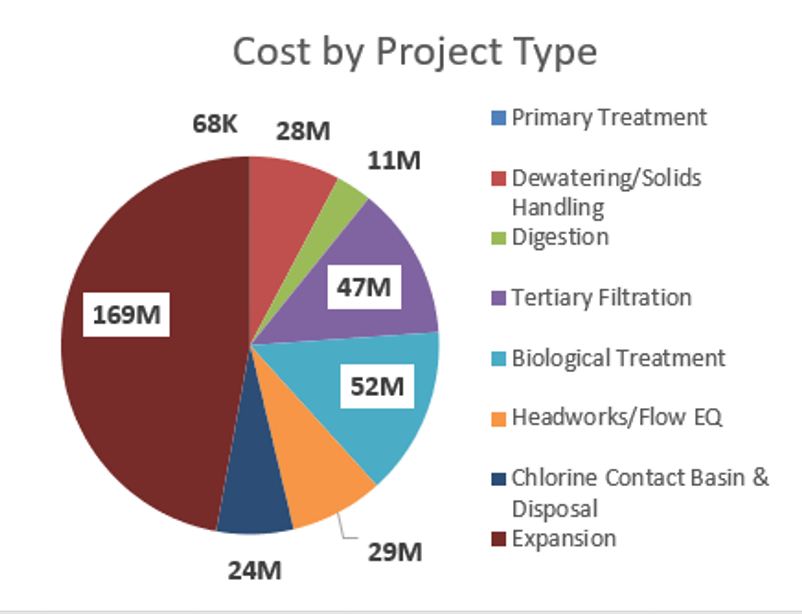 Cost by Project Type
68K
28M
11M
47M
52M
29M
24M
169M
Primary Treatment
Dewatering/Solids
Handling
Digestion
Tertiary Filtration
Biological Treatment
Headworks/Flow EQ
Chlorine Contact Basin &
Disposal
Expansion